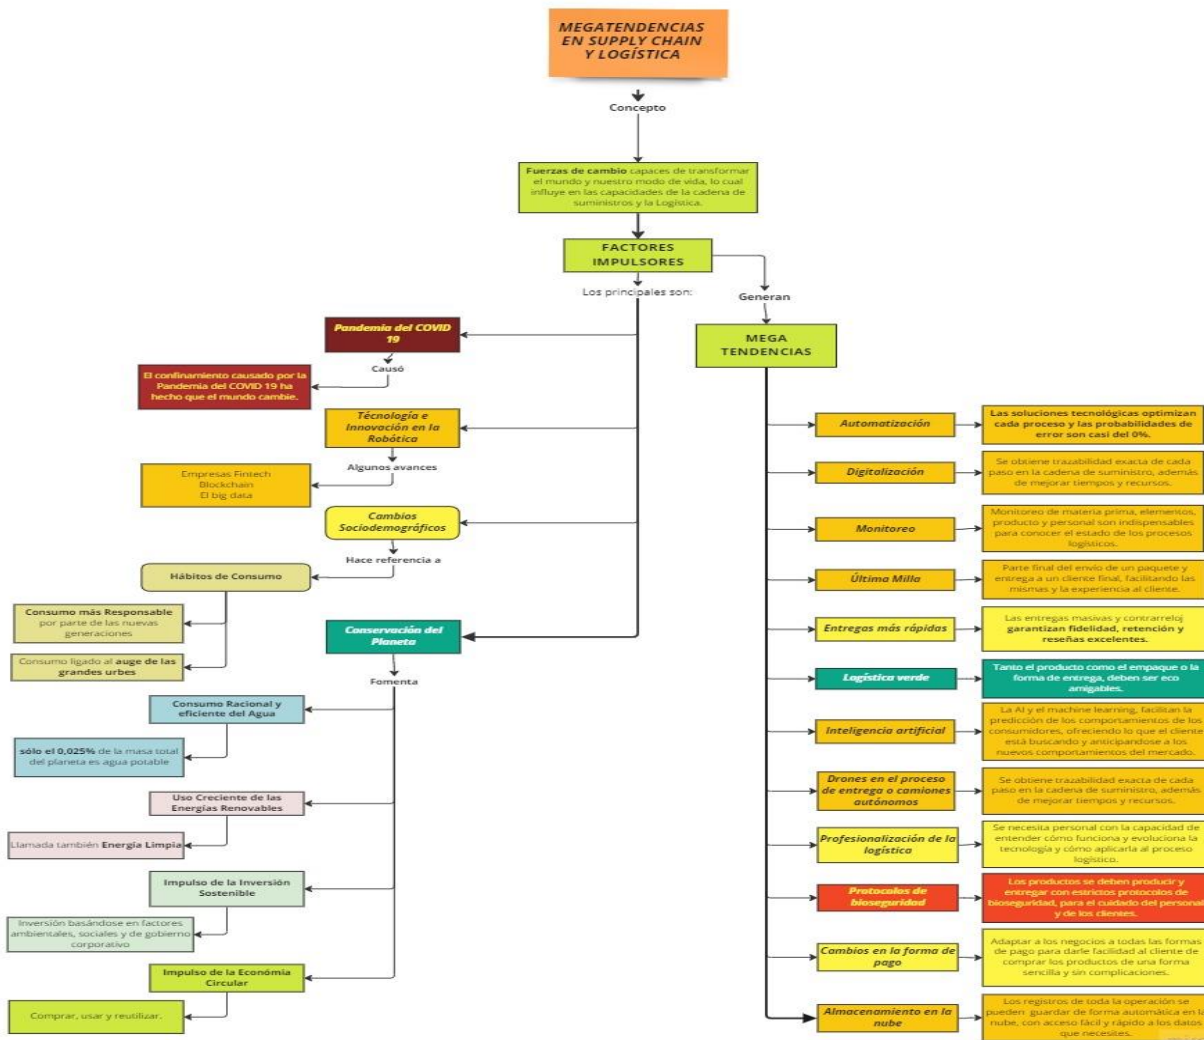 MEGATENDENCIAS
EN SUPPLY CHAIN
Y LOGÍSTICA
Concepto
Fuerzas de cambio capaces de transformar
el mundo y nuestro modo de vida, lo cual
influye en las capacidades de la cadena de
suministros y la Logística.
FACTORES
IMPULSORES
Los principales son:
Pandemia del COVID
19
Causó
El confinamiento causado por la
Pandemia del COVID 19 ha
hecho que el mundo cambie.
Técnología e
Innovación en la
Robótica
Algunos avances
Empresas Fintech
Blockchain
El big data
Cambios
Sociodemográficos
Hace referencia a
Hábitos de Consumo
Consumo más Responsable
por parte de las nuevas
generaciones
Consumo ligado al auge de las
grandes urbes
Conservación del
Planeta
Fomenta
Consumo Racional y
eficiente del Agua
sólo el 0,025% de la masa total
del planeta es agua potable
Uso Creciente de las
Energías Renovables
Llamada también Energía Limpia
Impulso de la Inversión
Sostenible
Inversión basándose en factores
ambientales, sociales y de gobierno
corporativo
Impulso de la Económia
Circular
Comprar, usar y reutilizar.
Generan
MEGA
TENDENCIAS
Automatización
Las soluciones tecnológicas optimizan
cada proceso y las probabilidades de
error son casi del 0%.
Digitalización
Se obtiene trazabilidad exacta de cada
paso en la cadena de suministro, además
de mejorar tiempos y recursos.
Monitoreo
Monitoreo de materia prima, elementos,
producto y personal son indispensables
para conocer el estado de los procesos
logísticos.
Última Milla
Parte final del envío de un paquete y
entrega a un cliente final, facilitando las
mismas y la experiencia al cliente.
Entregas más rápidas
Las entregas masivas y contrarreloj
garantizan fidelidad, retención y
reseñas excelentes.
Logística verde
Tanto el producto como el empaque o la
forma de entrega, deben ser eco
amigables.
Inteligencia artificial
La AI y el machine learning, facilitan la
predicción de los comportamientos de los
consumidores, ofreciendo lo que el cliente
está buscando y anticipandose a los
nuevos comportamientos del mercado.
Drones en el proceso
de entrega o camiones
autónomos
Se obtiene trazabilidad exacta de cada
paso en la cadena de suministro, además
de mejorar tiempos y recursos.
Profesionalización de la
logística
Se necesita personal con la capacidad de
entender cómo funciona y evoluciona la
tecnología y cómo aplicarla al proceso
logístico.
Protocolos de
bioseguridad
Los productos se deben producir y
entregar con estrictos protocolos de
bioseguridad, para el cuidado del personal
y de los clientes.
Cambios en la forma de
pago
Adaptar a los negocios a todas las formas
de pago para darle facilidad al cliente de
comprar los productos de una forma
sencilla y sin complicaciones.
Almacenamiento en la
nube
Los registros de toda la operación se
pueden guardar de forma automática en la
nube, con acceso fácil y rápido a los datos
que necesites.